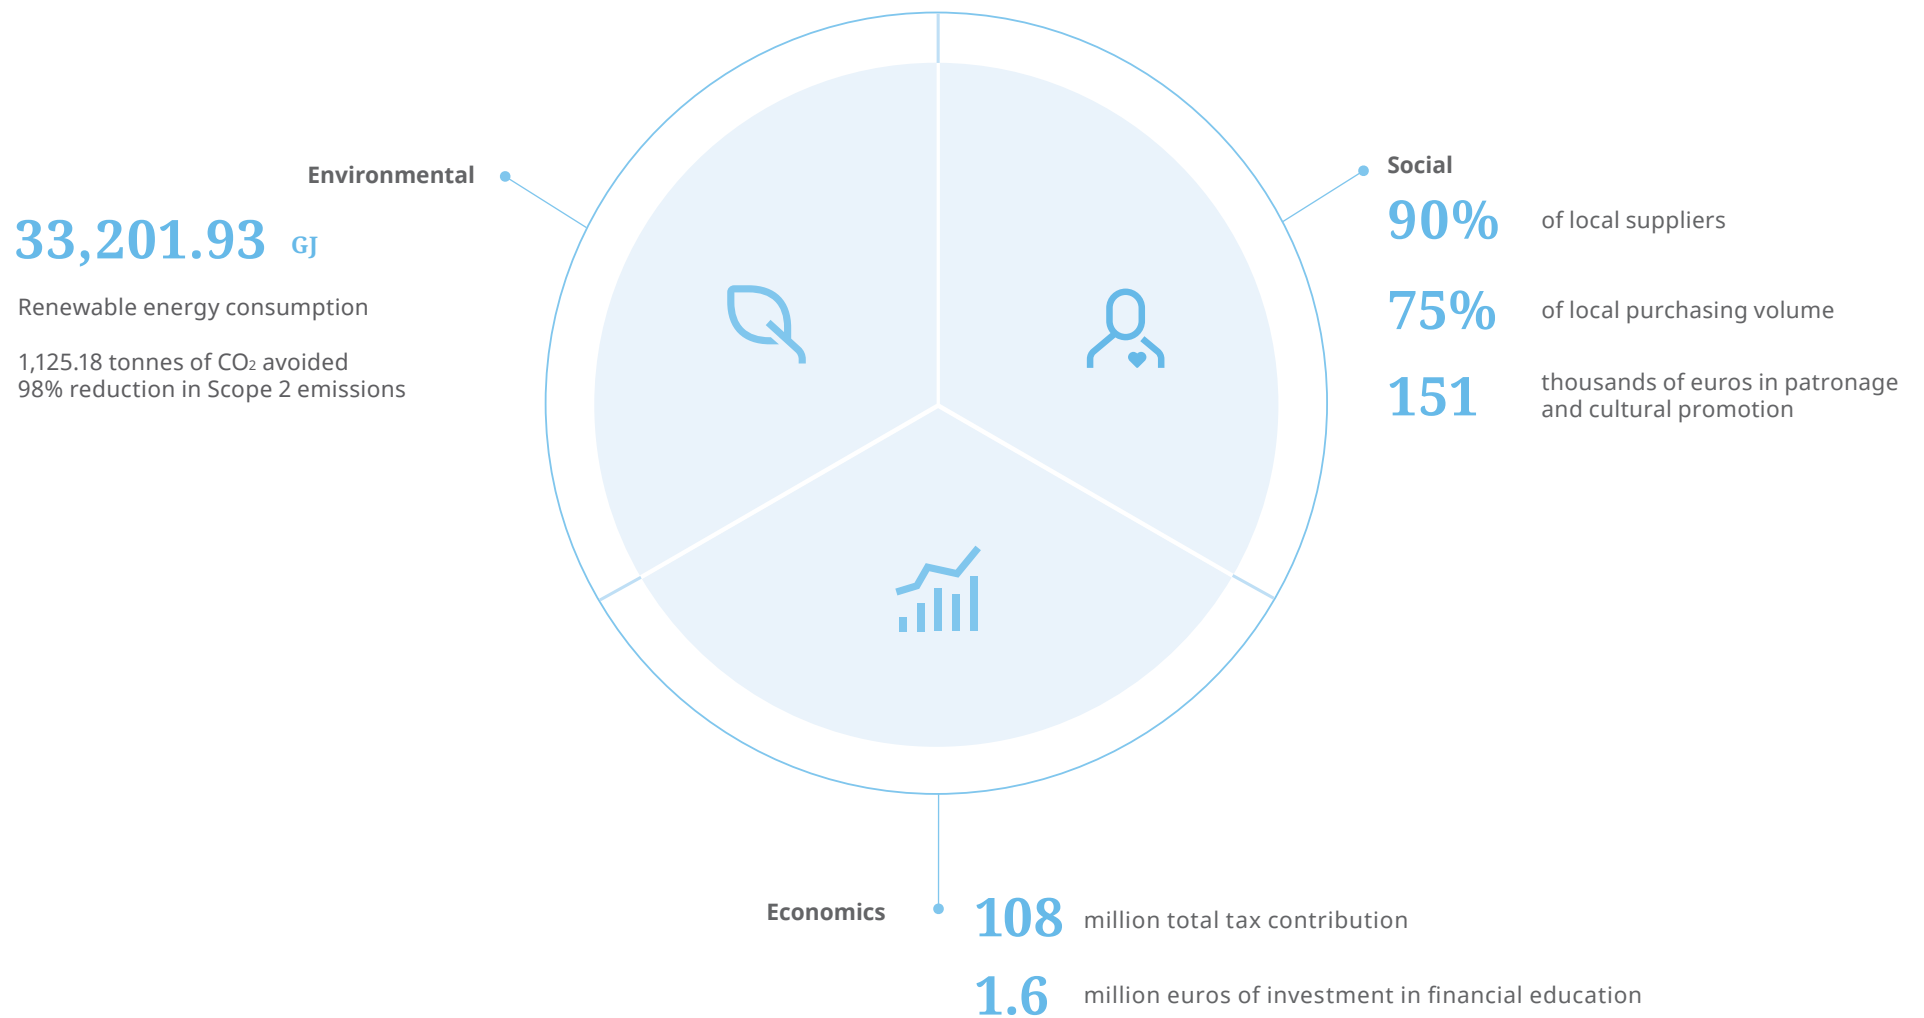 Environmental
33,201.93 GJ
Renewable energy consumption
1,125.18 tonnes of CO₂ avoided
98% reduction in Scope 2 emissions
Social
90% of local suppliers
75% of local purchasing volume
151 thousands of euros in patronage
and cultural promotion
Economics
108 million total tax contribution
1.6 million euros of investment in financial education